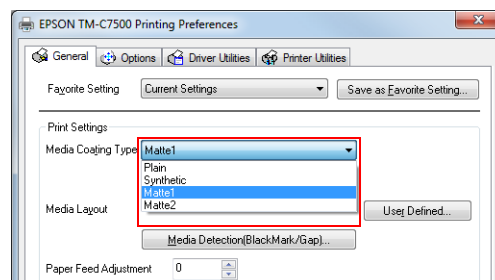 EPSON TM-C7500 Printing Preferences
General Options Driver Utilities Printer Utilities
Favorite Setting Current Settings Save as Favorite Setting...
Print Settings
Media Coating Type Matte1
Plain
Synthetic
Matte1
Matte2
Media Layout User Defined...
Media Detection(BlackMark/Gap)...
Paper Feed Adjustment 0